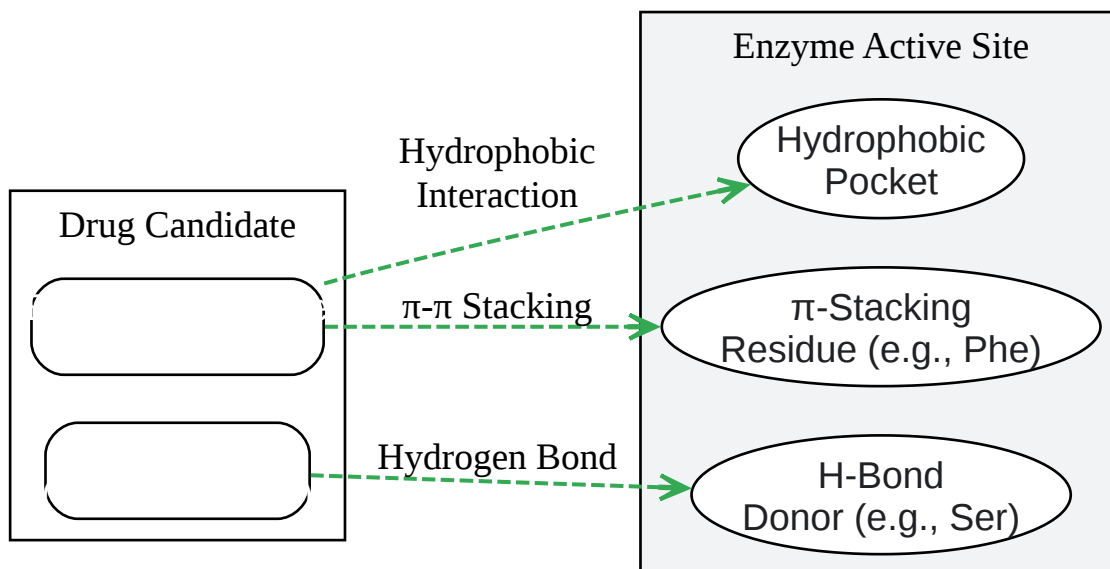 Enzyme Active Site
Hydrophobic
Pocket
Hydrophobic
Interaction
Drug Candidate
π-π Stacking
π-Stacking
Residue (e.g., Phe)
Hydrogen Bond
H-Bond
Donor (e.g., Ser)